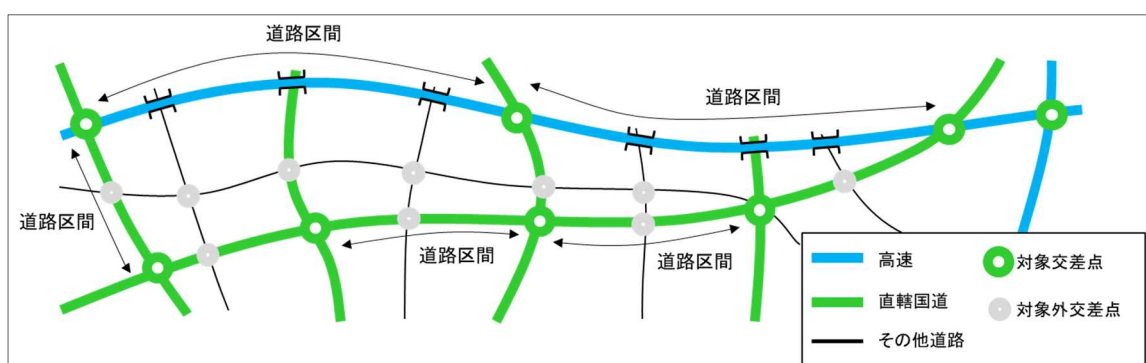 道路区間
道路区間
道路区間
道路区間
道路区間
高速
対象交差点
直轄国道
対象外交差点
その他道路